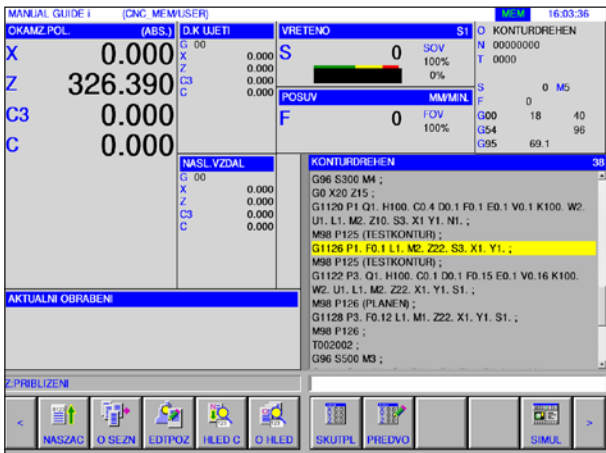 MANUAL GUIDE i (CNC_MEM/USER) MEM 16:03:36
OKAMZ.POL. (ABS.)
X 0.000
Z 326.390
C3 0.000
C 0.000
D.K UJETI
G 00
X 0.000
Z 0.000
C3 0.000
C 0.000
VRETENO S1
S 0 SOV
100%
0%
POSUV MM/MIN.
F 0 FOV
100%
O KONTURDREHEN
N 00000000
T 0000
S 0 M5
F 0
G00 18 40
G54 96
G95 69.1
NASL.VZDAL
G 00
X 0.000
Z 0.000
C3 0.000
C 0.000
KONTURDREHEN 38
G96 S300 M4 ;
G0 X20 Z15 ;
G1120 P1 Q1. H100. C0.4 D0.1 F0.1 E0.1 V0.1 K100. W2.
U1. L1. M2. Z10. S3. X1. Y1. N1. ;
M98 P125 (TESTKONTUR) ;
G1126 P1. F0.1 L1. M2. Z22. S3. X1. Y1. ;
M98 P125 (TESTKONTUR) ;
G1122 P3. Q1. H100. C0.1 D0.1 F0.15 E0.1 V0.16 K100.
W2. U1. L1. M2. Z22. X1. Y1. S1. ;
M98 P126 (PLANEN) ;
G1128 P3. F0.12 L1. M1. Z22. X1. Y1. S1. ;
M98 P126 ;
T002002 ;
G96 S500 M3 ;
AKTUALNI OBRABENI
Z:PRIBLIZENI
< NASZAC O SEZN EDTPOZ HLED C O HLED SKUTPL PREDVO SIMUL >